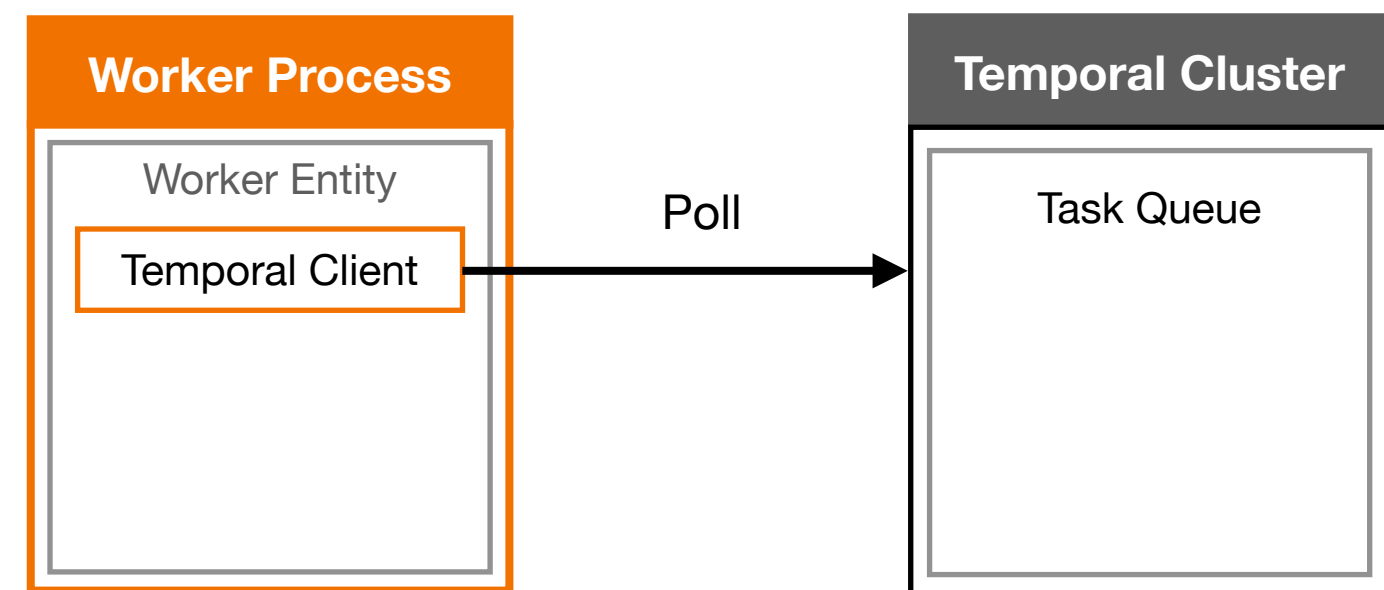 Worker Process
Worker Entity
Temporal Client
Poll
Temporal Cluster
Task Queue